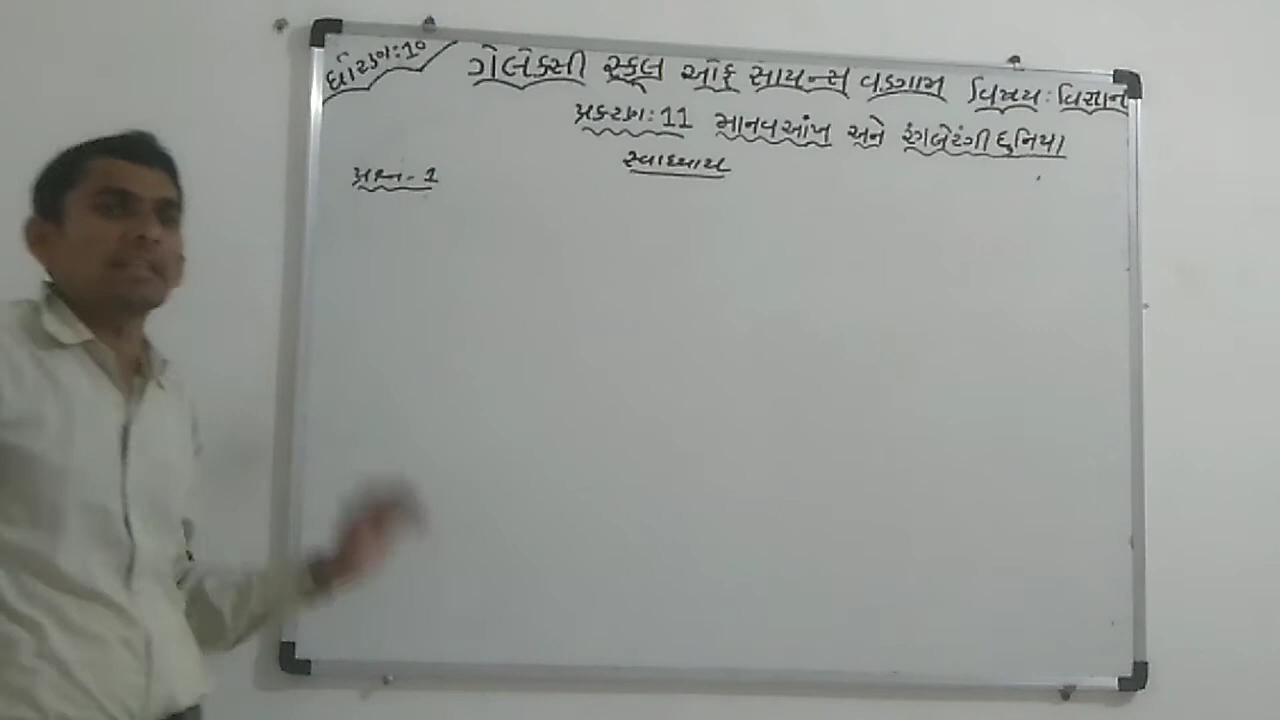 ધોરણ:10
ગેલેક્સી સ્કુલ ઓફ સાયન્સ વડગામ વિષય : વિજ્ઞાન
પ્રકરણ:11 માનવઆંખ અને રંગબેરંગી દુનિયા
સ્વાધ્યાય
પ્રશ્ન-1